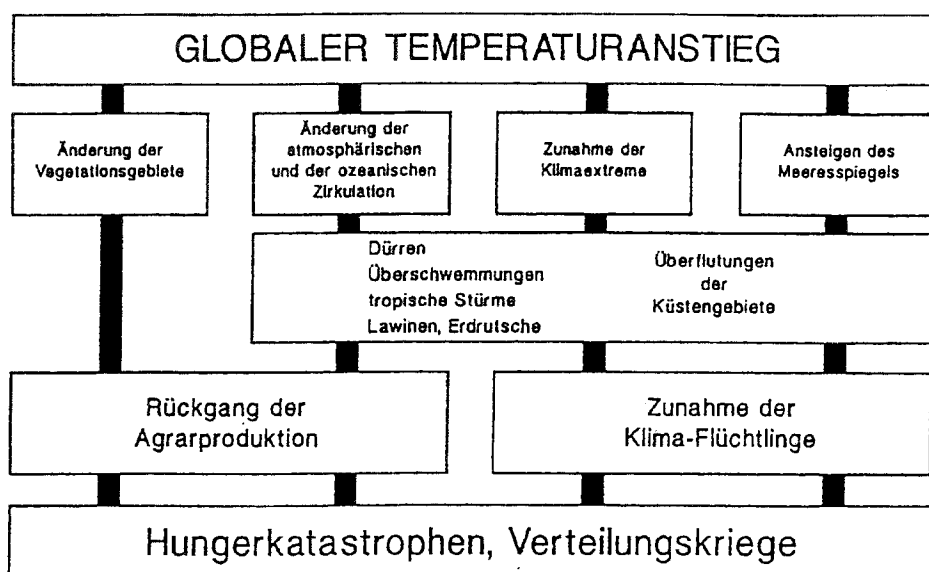 GLOBALER TEMPERATURANSTIEG
Änderung der
Vegetationsgebiete
Änderung der
atmosphärischen
und der ozeanischen
Zirkulation
Zunahme der
Klimaextreme
Ansteigen des
Meeresspiegels
Dürren
Überschwemmungen
tropische Stürme
Lawinen, Erdrutsche
Überflutungen
der
Küstengebiete
Rückgang der
Agrarproduktion
Zunahme der
Klima-Flüchtlinge
Hungerkatastrophen, Verteilungskriege